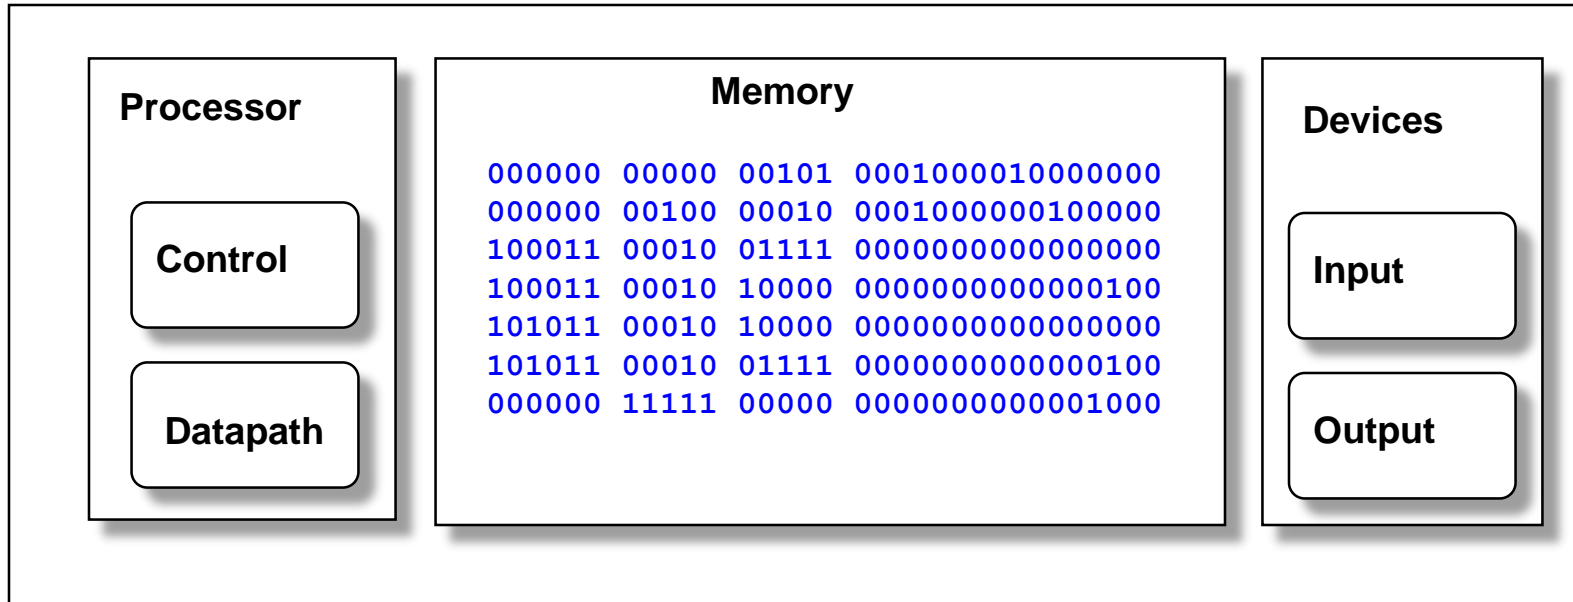 Processor
Control
Datapath
Memory
000000 00000 00101 0001000010000000
000000 00100 00010 0001000000100000
100011 00010 01111 0000000000000000
100011 00010 10000 0000000000000100
101011 00010 10000 0000000000000000
101011 00010 01111 0000000000000100
000000 11111 00000 0000000000001000
Devices
Input
Output